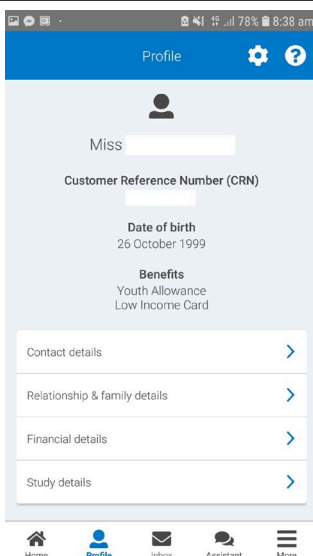 78% 8:38 am
Profile
Miss
Customer Reference Number (CRN)
Date of birth
26 October 1999
Benefits
Youth Allowance
Low Income Card
Contact details
Relationship & family details
Financial details
Study details
Home Profile Inbox Assistant More